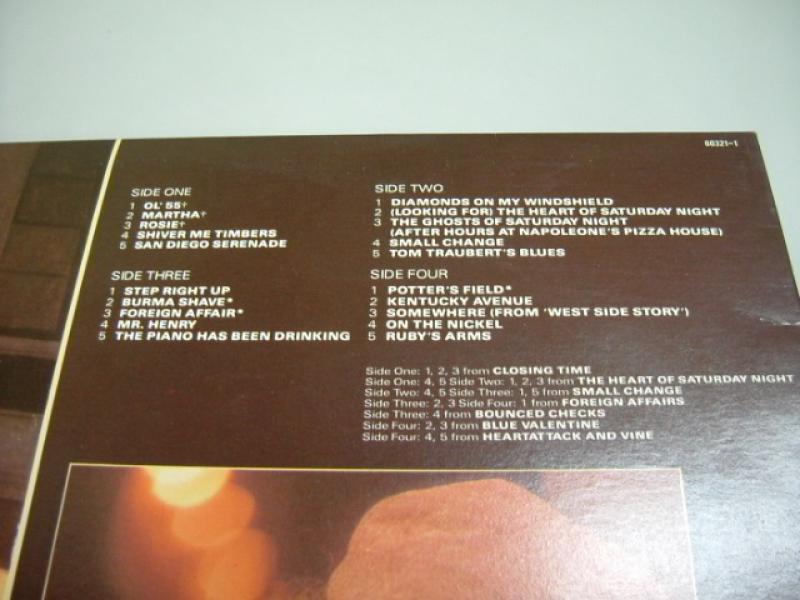 60321-1
SIDE ONE
1 OL' 55†
2 MARTHA†
3 ROSIE†
4 SHIVER ME TIMBERS
5 SAN DIEGO SERENADE
SIDE TWO
1 DIAMONDS ON MY WINDSHIELD
2 (LOOKING FOR) THE HEART OF SATURDAY NIGHT
3 THE GHOSTS OF SATURDAY NIGHT
(AFTER HOURS AT NAPOLEONE'S PIZZA HOUSE)
4 SMALL CHANGE
5 TOM TRAUBERT'S BLUES
SIDE THREE
1 STEP RIGHT UP
2 BURMA SHAVE*
3 FOREIGN AFFAIR*
4 MR. HENRY
5 THE PIANO HAS BEEN DRINKING
SIDE FOUR
1 POTTER'S FIELD*
2 KENTUCKY AVENUE
3 SOMEWHERE (FROM 'WEST SIDE STORY')
4 ON THE NICKEL
5 RUBY'S ARMS
Side One: 1, 2, 3 from CLOSING TIME
Side One: 4, 5 Side Two: 1, 2, 3 from THE HEART OF SATURDAY NIGHT
Side Two: 4, 5 Side Three: 1, 5 from SMALL CHANGE
Side Three: 2, 3 Side Four: 1 from FOREIGN AFFAIRS
Side Three: 4 from BOUNCED CHECKS
Side Four: 2, 3 from BLUE VALENTINE
Side Four: 4, 5 from HEARTATTACK AND VINE